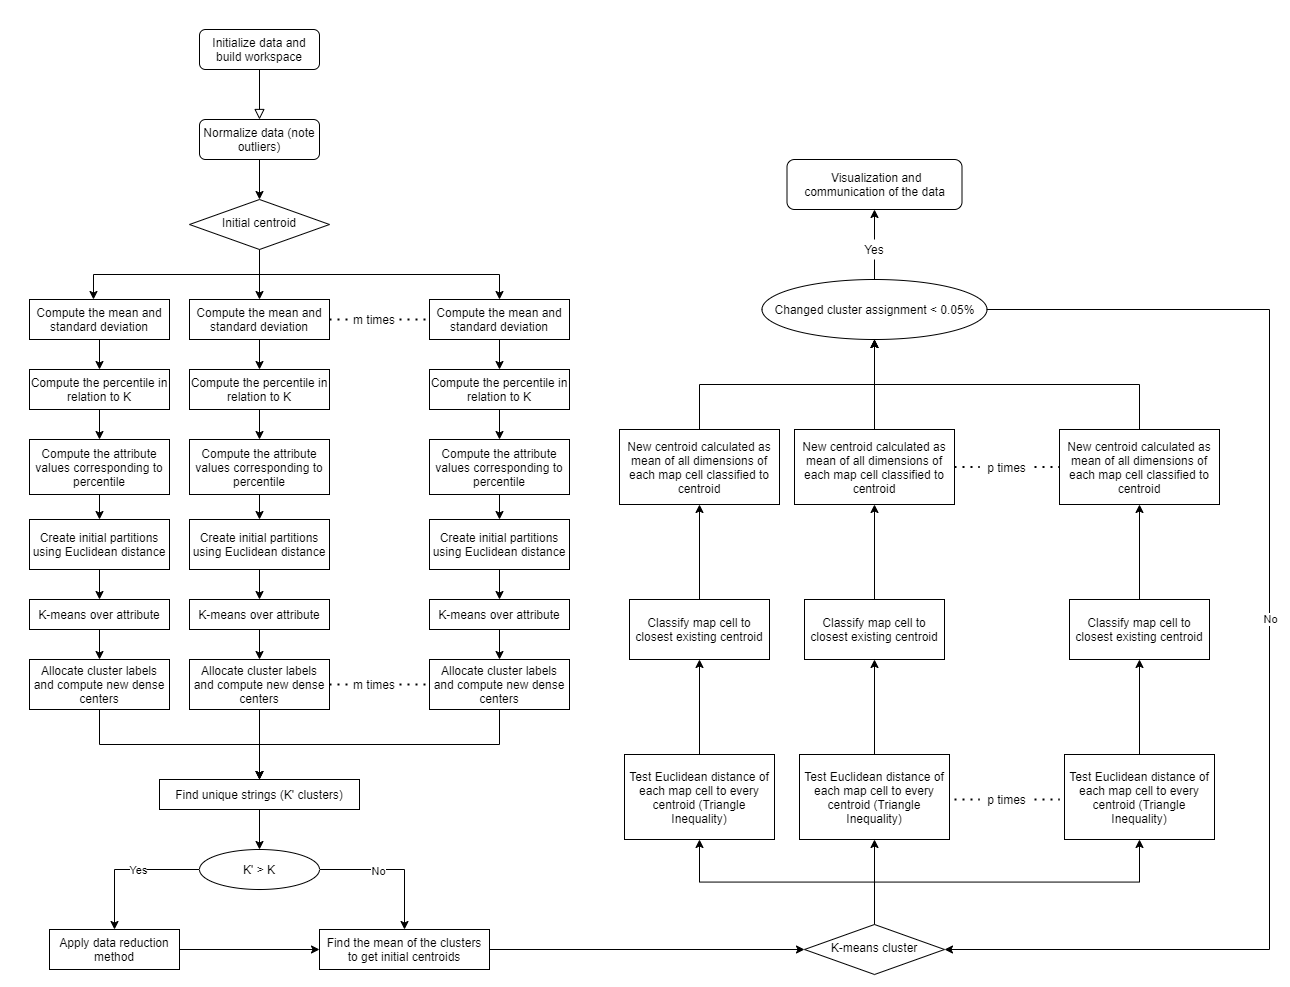 Initialize data and
build workspace
Normalize data (note
outliers)
Initial centroid
Compute the mean and
standard deviation
Compute the mean and
standard deviation
m times
Compute the mean and
standard deviation
Compute the percentile in
relation to K
Compute the percentile in
relation to K
Compute the percentile in
relation to K
Compute the attribute
values corresponding to
percentile
Compute the attribute
values corresponding to
percentile
Compute the attribute
values corresponding to
percentile
Create initial partitions
using Euclidean distance
Create initial partitions
using Euclidean distance
Create initial partitions
using Euclidean distance
K-means over attribute
K-means over attribute
K-means over attribute
Allocate cluster labels
and compute new dense
centers
Allocate cluster labels
and compute new dense
centers
m times
Allocate cluster labels
and compute new dense
centers
Find unique strings (K' clusters)
K' > K
Yes
No
Apply data reduction
method
Find the mean of the clusters
to get initial centroids
K-means cluster
Test Euclidean distance of
each map cell to every
centroid (Triangle
Inequality)
Test Euclidean distance of
each map cell to every
centroid (Triangle
Inequality)
p times
Test Euclidean distance of
each map cell to every
centroid (Triangle
Inequality)
Classify map cell to
closest existing centroid
Classify map cell to
closest existing centroid
Classify map cell to
closest existing centroid
New centroid calculated as
mean of all dimensions of
each map cell classified to
centroid
New centroid calculated as
mean of all dimensions of
each map cell classified to
centroid
p times
New centroid calculated as
mean of all dimensions of
each map cell classified to
centroid
Changed cluster assignment < 0.05%
No
Yes
Visualization and
communication of the data